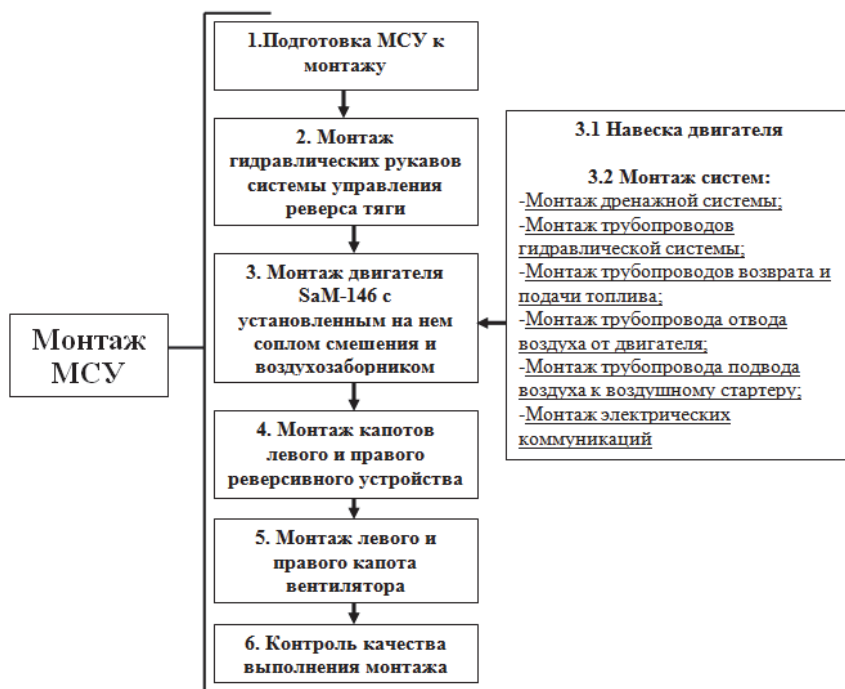 Монтаж
МСУ
1.Подготовка МСУ к
монтажу
2. Монтаж
гидравлических рукавов
системы управления
реверса тяги
3. Монтаж двигателя
SaM-146 с
установленным на нем
соплом смешения и
воздухозаборником
3.1 Навеска двигателя
3.2 Монтаж систем:
-Монтаж дренажной системы;
-Монтаж трубопроводов
гидравлической системы;
-Монтаж трубопроводов возврата и
подачи топлива;
-Монтаж трубопровода отвода
воздуха от двигателя;
-Монтаж трубопровода подвода
воздуха к воздушному стартеру;
-Монтаж электрических
коммуникаций
4. Монтаж капотов
левого и правого
реверсивного устройства
5. Монтаж левого и
правого капота
вентилятора
6. Контроль качества
выполнения монтажа